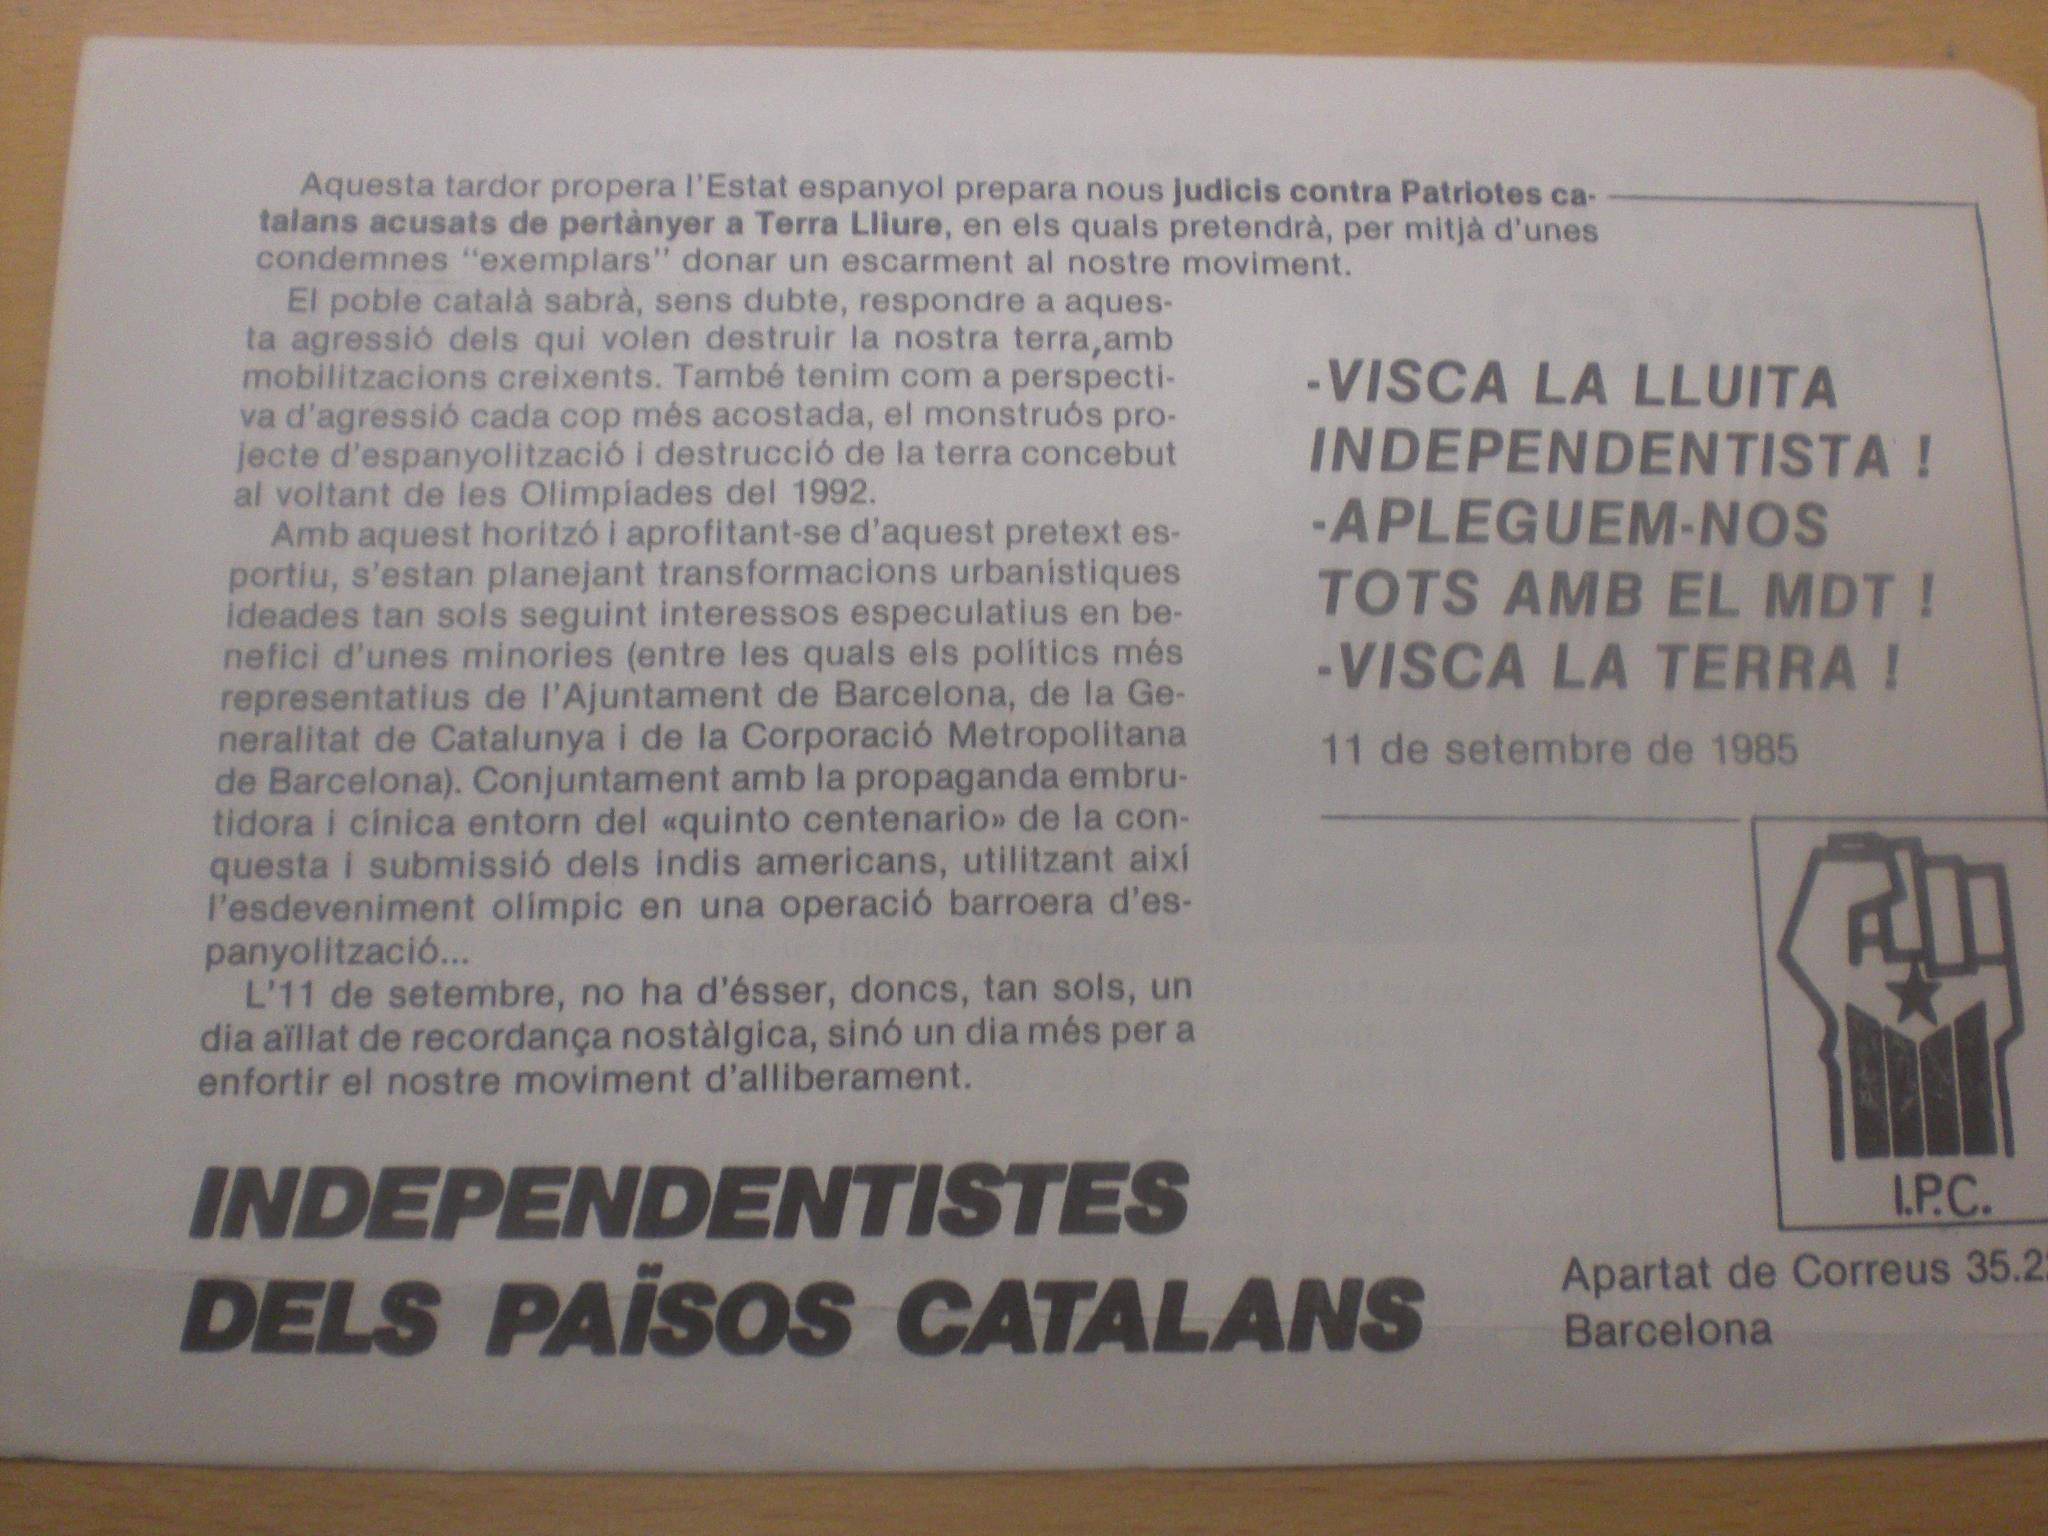 Aquesta tardor propera l'Estat espanyol prepara nous judicis contra Patriotes ca-
talans acusats de pertànyer a Terra Lliure, en els quals pretendrà, per mitjà d'unes
condemnes "exemplars" donar un escarment al nostre moviment.
El poble català sabrà, sens dubte, respondre a aques-
ta agressió dels qui volen destruir la nostra terra,amb
mobilitzacions creixents. També tenim com a perspecti-
va d'agressió cada cop més acostada, el monstruós pro-
jecte d'espanyolització i destrucció de la terra concebut
al voltant de les Olimpíades del 1992.
Amb aquest horitzó i aprofitant-se d'aquest pretext es-
portiu, s'estan planejant transformacions urbanístiques
ideades tan sols seguint interessos especulatius en be-
nefici d'unes minories (entre les quals els polítics més
representatius de l'Ajuntament de Barcelona, de la Ge-
neralitat de Catalunya i de la Corporació Metropolitana
de Barcelona). Conjuntament amb la propaganda embru-
tidora i cínica entorn del «quinto centenario» de la con-
questa i submissió dels indis americans, utilitzant així
l'esdeveniment olímpic en una operació barroera d'es-
panyolització...
L'11 de setembre, no ha d'ésser, doncs, tan sols, un
dia aïllat de recordança nostàlgica, sinó un dia més per a
enfortir el nostre moviment d'alliberament.
-VISCA LA LLUITA
INDEPENDENTISTA !
-APLEGUEM-NOS
TOTS AMB EL MDT !
-VISCA LA TERRA !
11 de setembre de 1985
I.P.C.
INDEPENDENTISTES
DELS PAÏSOS CATALANS
Apartat de Correus
Barcelona